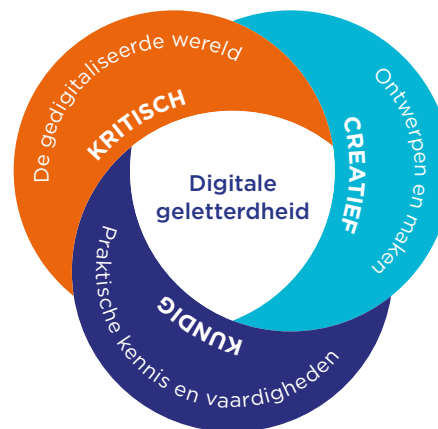 De gedigitaliseerde wereld
KRITISCH
Ontwerpen en maken
CREATIEF
Digitale
geletterdheid
Praktische kennis en vaardigheden
KUNDIG